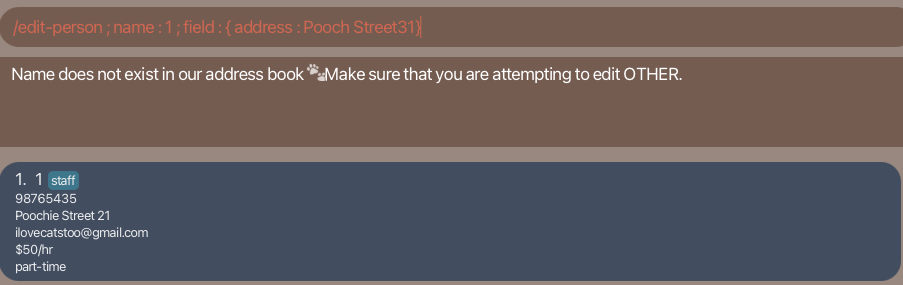 /edit-person ; name : 1 ; field : { address : Pooch Street31}
Name does not exist in our address book 🐾Make sure that you are attempting to edit OTHER.
1. 1 staff
98765435
Poochie Street 21
ilovecatstoo@gmail.com
$50/hr
part-time